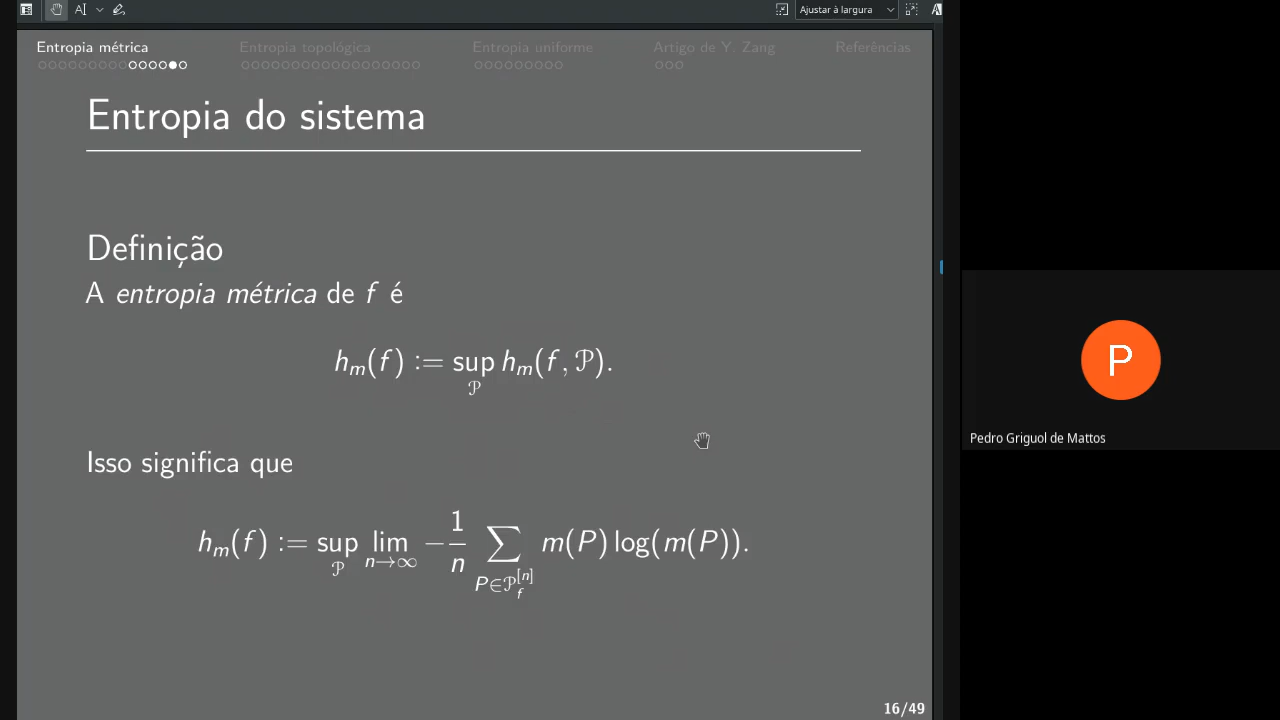 Ajustar à largura
Entropia métrica Entropia topológica Entropia uniforme Artigo de Y. Zang Referências
Entropia do sistema
Definição
A entropia métrica de f é
h_m(f) := sup_𝒫 h_m(f, 𝒫).
Isso significa que
h_m(f) := sup_𝒫 lim_{n→∞} −1/n ∑_{P∈𝒫_f^{[n]}} m(P) log(m(P)).
16/49
P
Pedro Griguol de Mattos